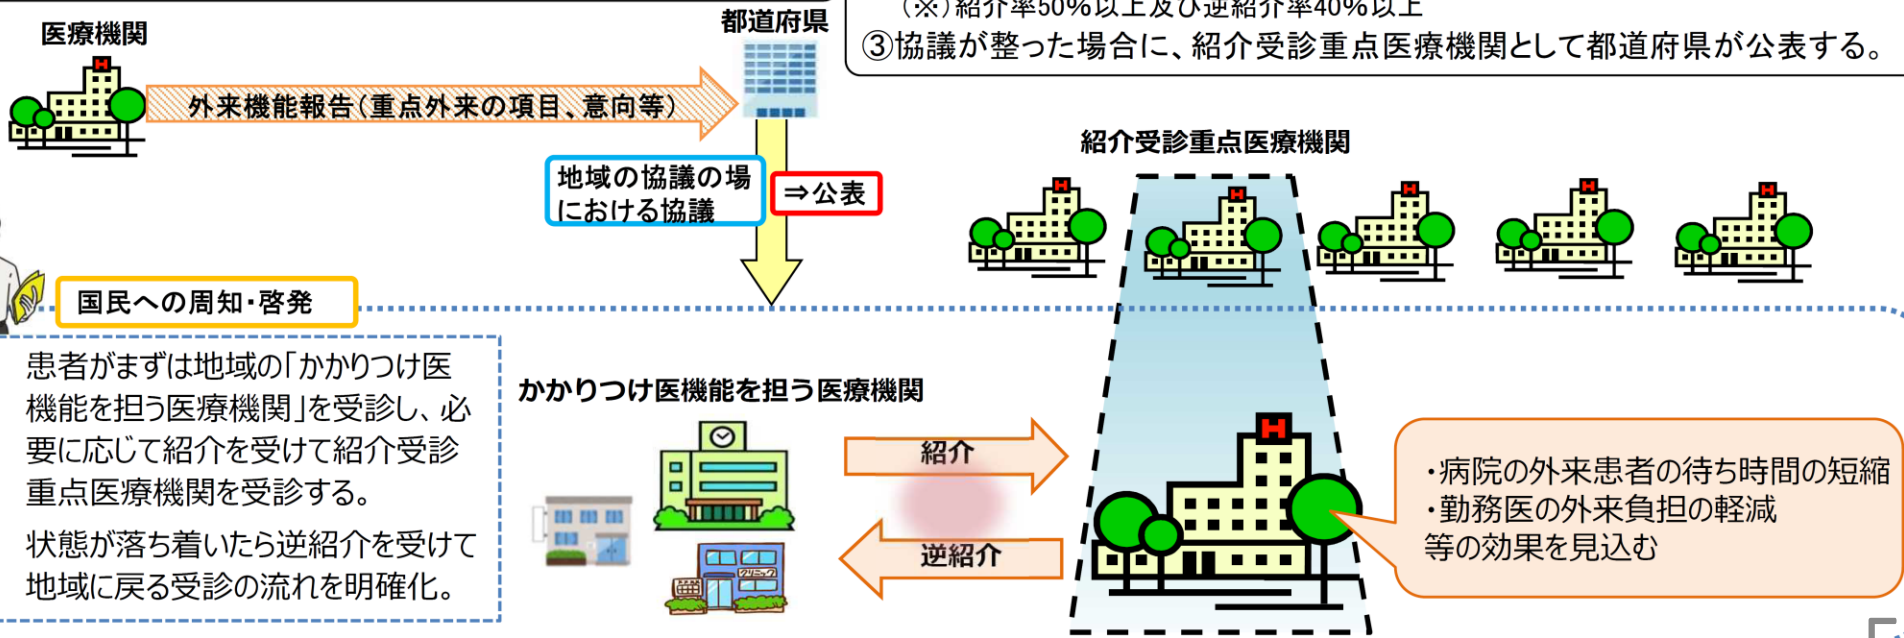 医療機関
都道府県
(※)紹介率50%以上及び逆紹介率40%以上
③協議が整った場合に、紹介受診重点医療機関として都道府県が公表する。
外来機能報告(重点外来の項目、意向等)
地域の協議の場
における協議
⇒公表
紹介受診重点医療機関
国民への周知・啓発
患者がまずは地域の「かかりつけ医
機能を担う医療機関」を受診し、必
要に応じて紹介を受けて紹介受診
重点医療機関を受診する。
状態が落ち着いたら逆紹介を受けて
地域に戻る受診の流れを明確化。
かかりつけ医機能を担う医療機関
クリニック
紹介
逆紹介
H
H
H
H
H
H
H
・病院の外来患者の待ち時間の短縮
・勤務医の外来負担の軽減
等の効果を見込む